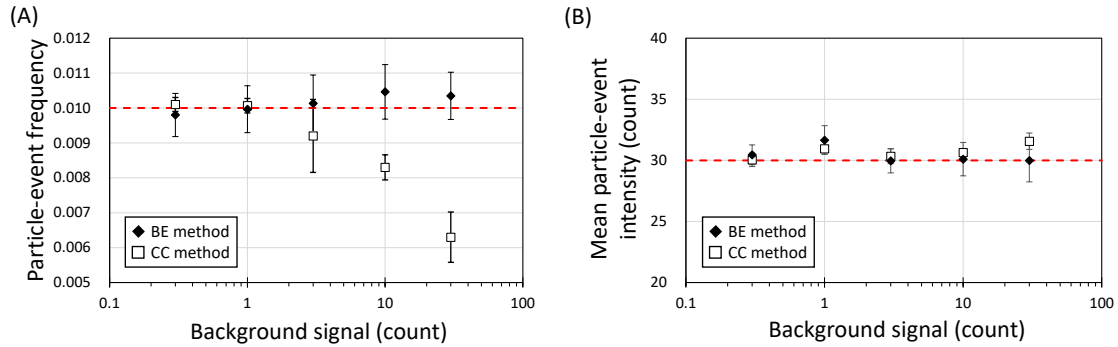 (A)
Particle-event frequency
0.012
0.011
0.010
0.009
0.008
0.007
0.006
0.005
BE method
CC method
0.1
1
10
100
Background signal (count)
(B)
Mean particle-event
intensity (count)
40
35
30
25
20
BE method
CC method
0.1
1
10
100
Background signal (count)